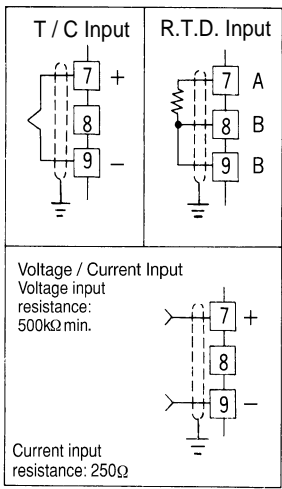 T / C Input
7 +
8
9 −
R.T.D. Input
7 A
8 B
9 B
Voltage / Current Input
Voltage input
resistance:
500kΩ min.
7 +
8
9 −
Current input
resistance: 250Ω